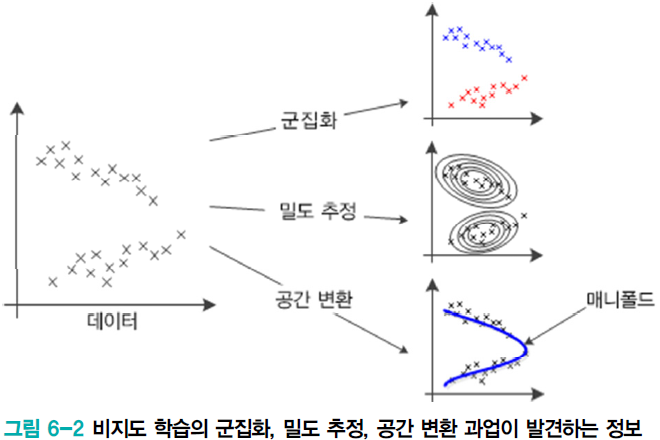 군집화
밀도 추정
공간 변환
매니폴드
데이터
그림 6-2 비지도 학습의 군집화, 밀도 추정, 공간 변환 과업이 발견하는 정보